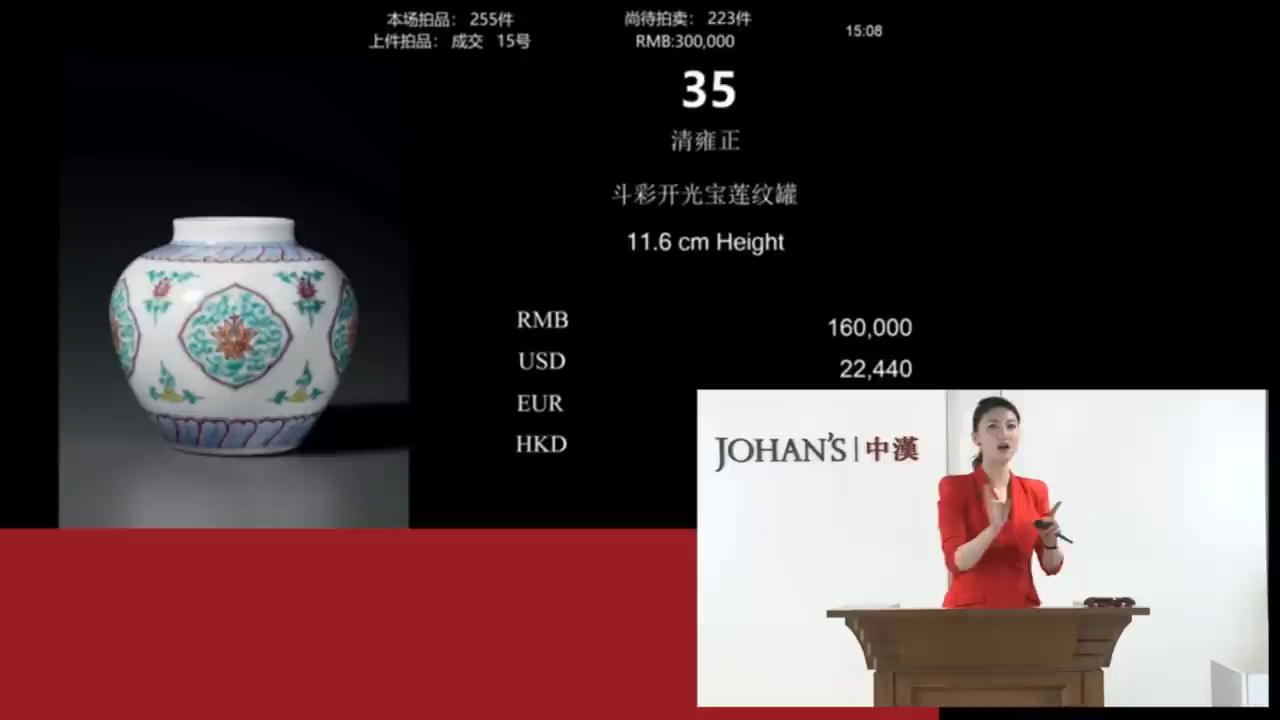 本场拍品： 255件
尚待拍卖： 223件
上件拍品： 成交 15号
RMB:300,000
15:08
35
清雍正
斗彩开光宝莲纹罐
11.6 cm Height
RMB 160,000
USD 22,440
EUR
HKD
JOHAN'S | 中漢